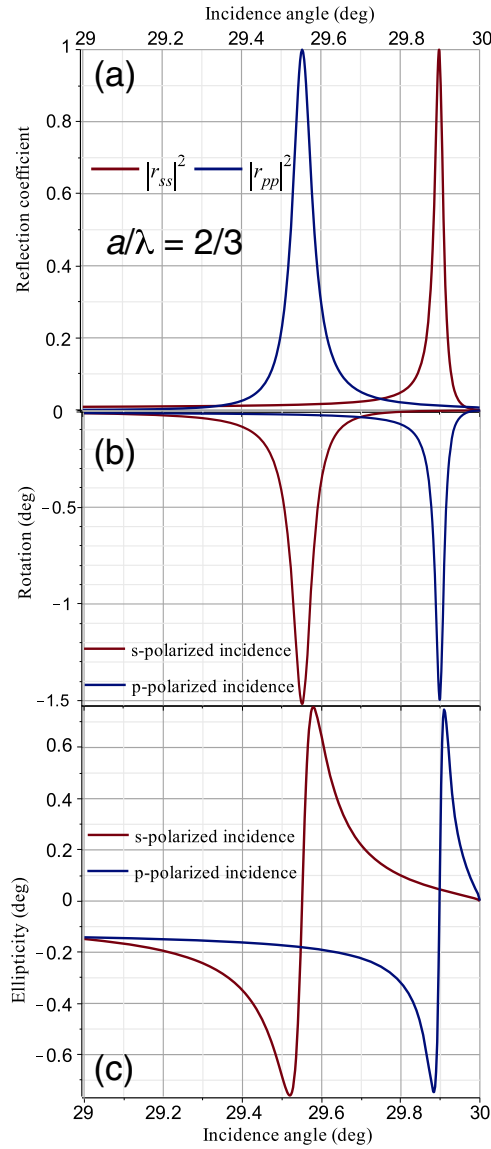 Incidence angle (deg)
29 29.2 29.4 29.6 29.8 30
(a)
1
0.8
0.6
0.4
0.2
0
Reflection coefficient
|r_ss|² |r_pp|²
a/λ = 2/3
(b)
−0.5
−1
−1.5
Rotation (deg)
s-polarized incidence
p-polarized incidence
0.6
0.4
0.2
0
−0.2
−0.4
−0.6
Ellipticity (deg)
s-polarized incidence
p-polarized incidence
(c)
29 29.2 29.4 29.6 29.8 30
Incidence angle (deg)